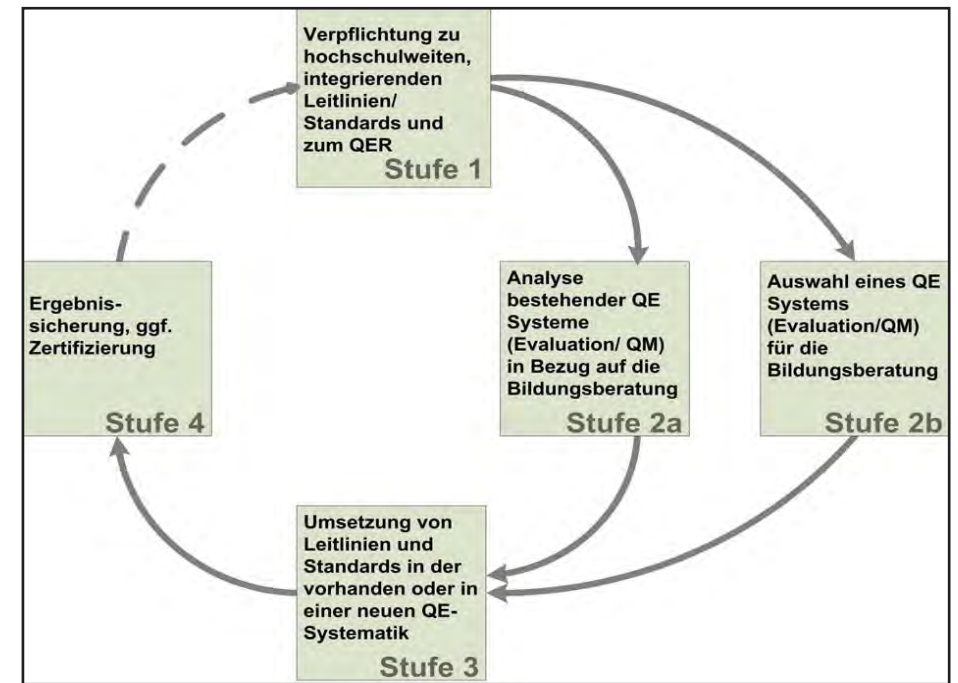 Verpflichtung zu
hochschulweiten,
integrierenden
Leitlinien/
Standards und
zum QER
Stufe 1
Analyse
bestehender QE
Systeme
(Evaluation/ QM)
in Bezug auf die
Bildungsberatung
Stufe 2a
Auswahl eines QE
Systems
(Evaluation/QM)
für die
Bildungsberatung
Stufe 2b
Umsetzung von
Leitlinien und
Standards in der
vorhanden oder in
einer neuen QE-
Systematik
Stufe 3
Ergebnis-
sicherung, ggf.
Zertifizierung
Stufe 4